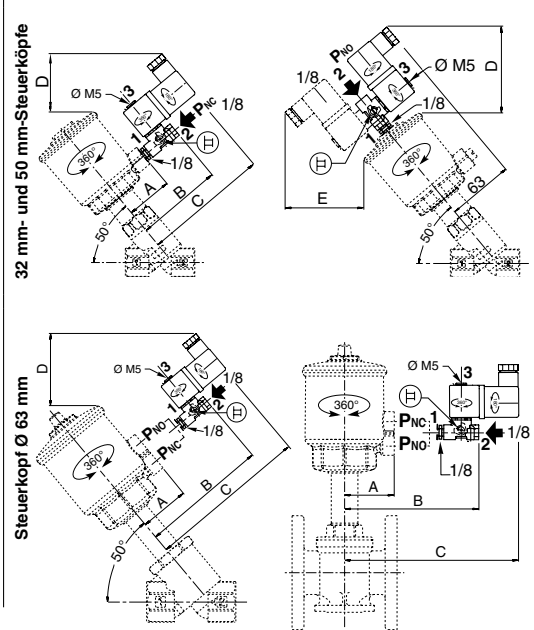 32 mm- und 50 mm-Steuerköpfe
D
Ø M5
3
PNC
1/8
1
2
1/8
A
B
C
360°
50°
PNO
2
1/8
3
Ø M5
D
1/8
1
E
360°
63
50°
Steuerkopf Ø 63 mm
D
Ø M5
3
1/8
1
2
PNO
PNC
1/8
A
B
C
360°
50°
Ø M5
3
360°
PNC
1
PNO
2
1/8
1/8
A
B
C